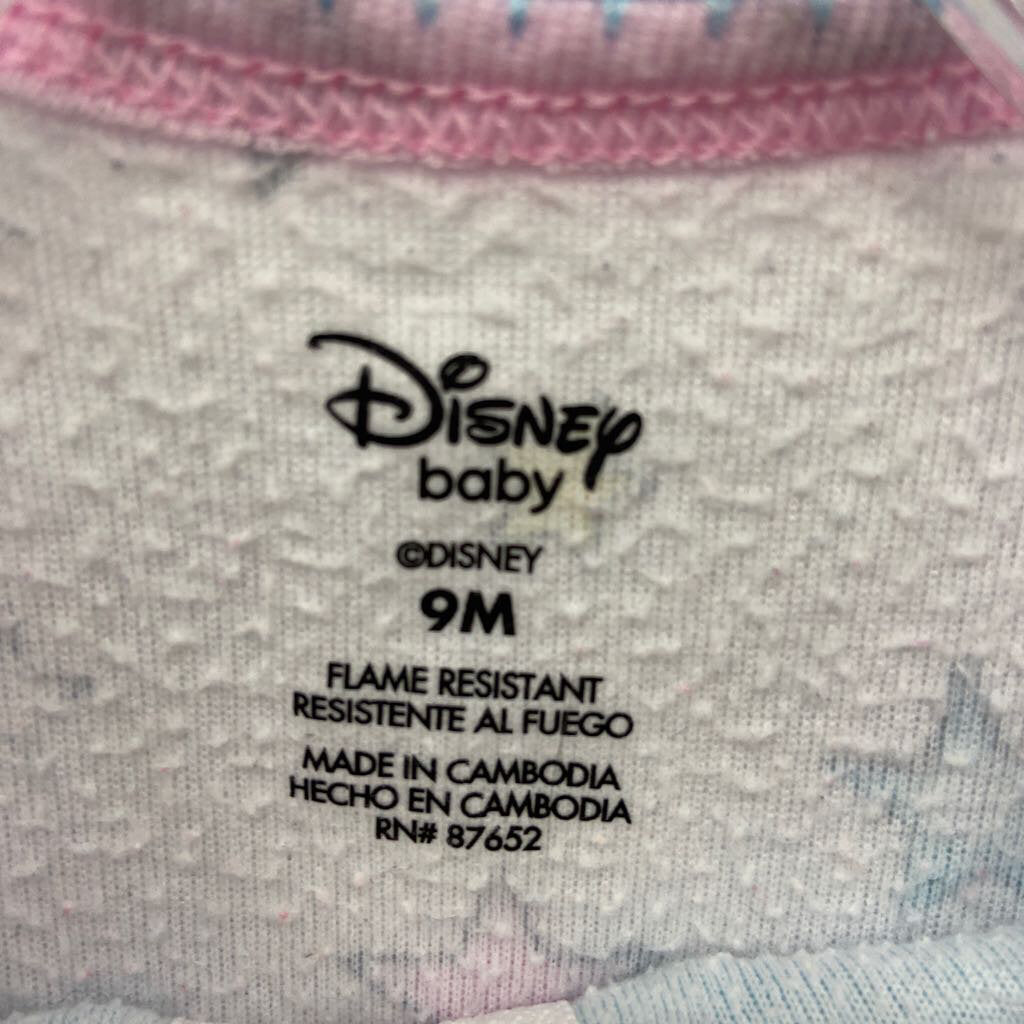 Disney
baby
©DISNEY
9M
FLAME RESISTANT
RESISTENTE AL FUEGO
MADE IN CAMBODIA
HECHO EN CAMBODIA
RN# 87652